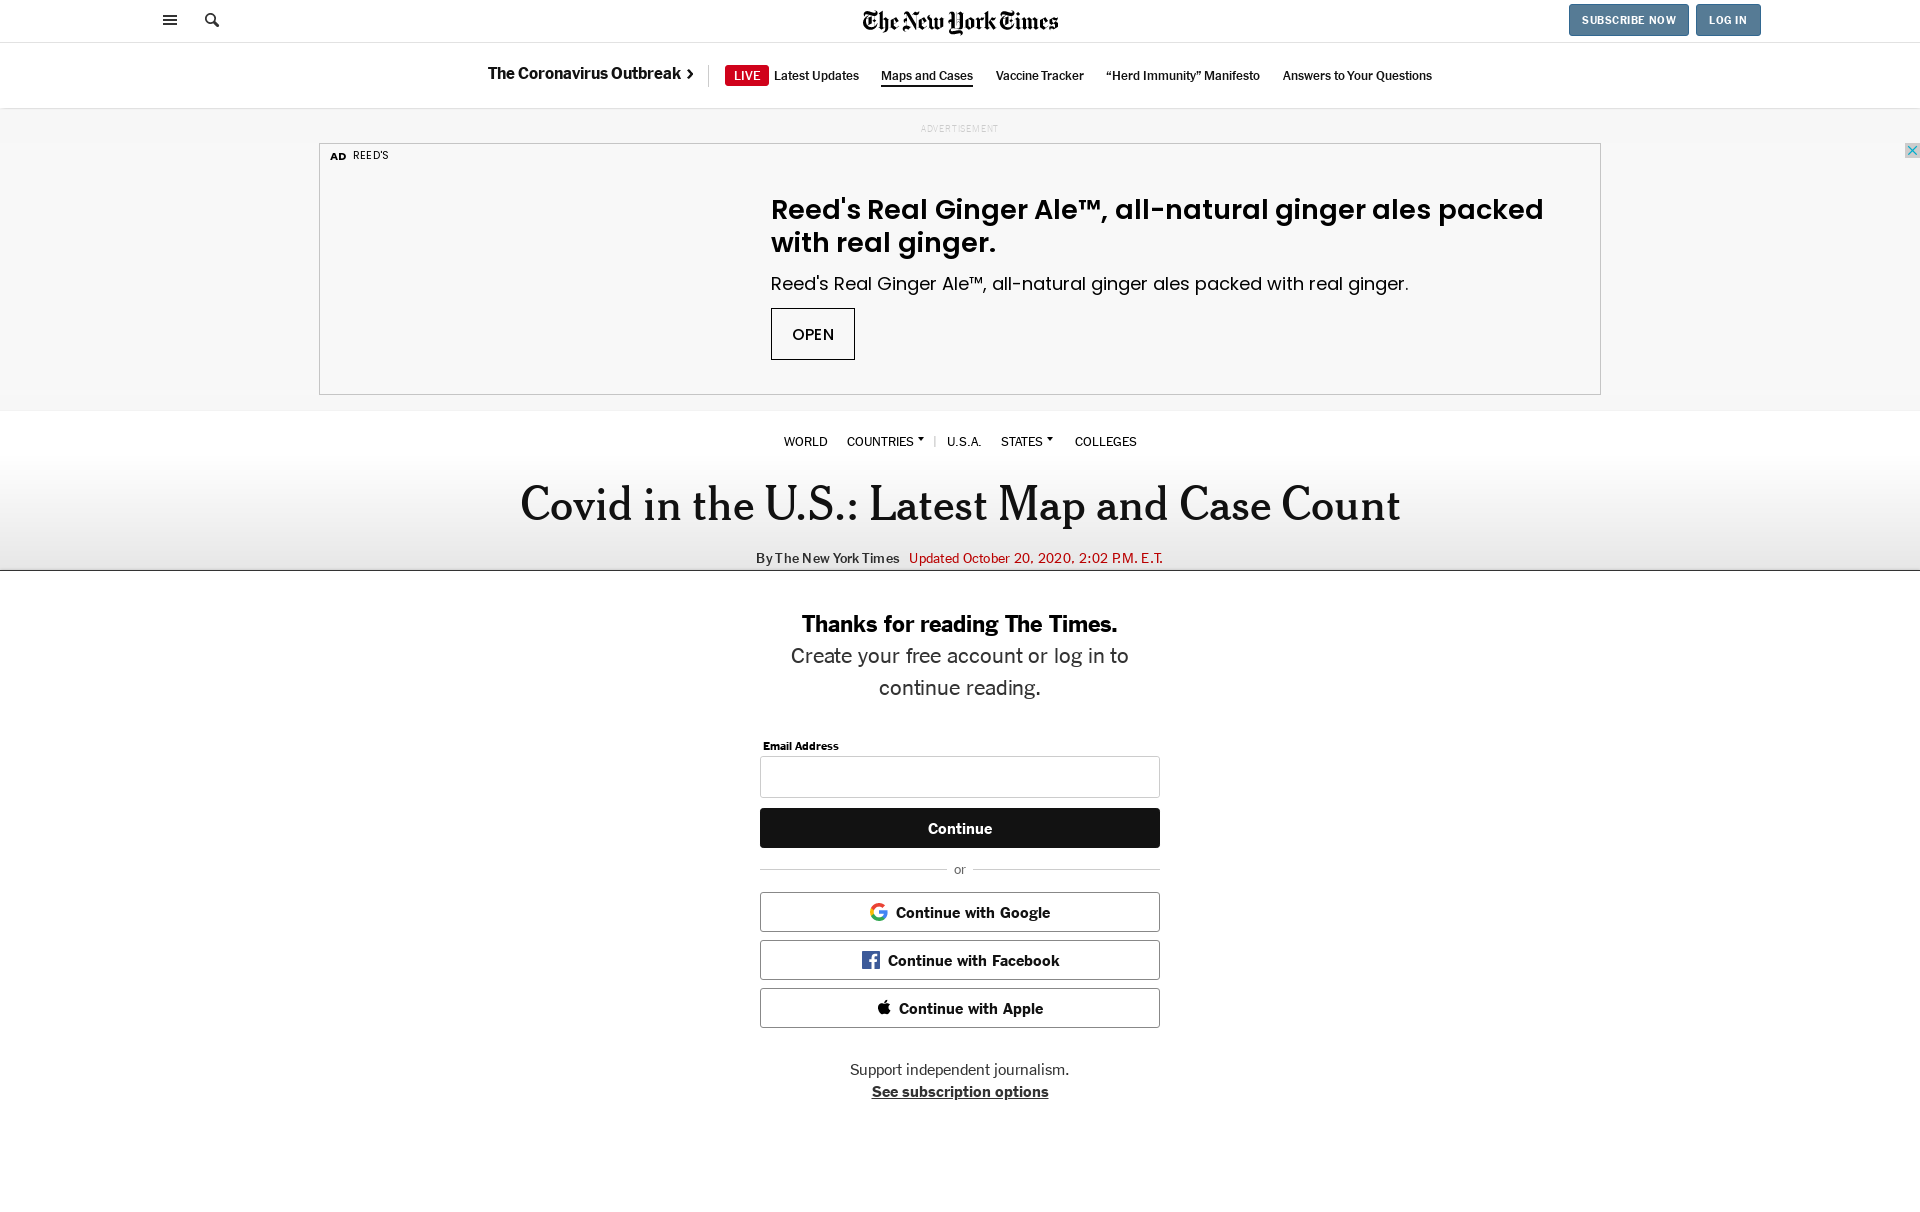 The New York Times
SUBSCRIBE NOW
LOG IN
The Coronavirus Outbreak ›
LIVE Latest Updates
Maps and Cases
Vaccine Tracker
“Herd Immunity” Manifesto
Answers to Your Questions
ADVERTISEMENT
AD REED'S
Reed's Real Ginger Ale™, all-natural ginger ales packed
with real ginger.
Reed's Real Ginger Ale™, all-natural ginger ales packed with real ginger.
OPEN
WORLD COUNTRIES | U.S.A. STATES COLLEGES
Covid in the U.S.: Latest Map and Case Count
By The New York Times Updated October 20, 2020, 2:02 P.M. E.T.
Thanks for reading The Times.
Create your free account or log in to
continue reading.
Email Address
Continue
or
Continue with Google
Continue with Facebook
Continue with Apple
Support independent journalism.
See subscription options